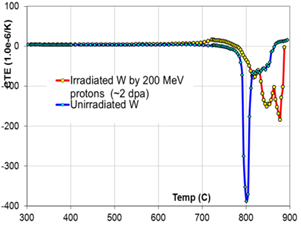 100
0
-100
-200
-300
-400
CTE (1.0e-6/K)
Irradiated W by 200 MeV
protons (~2 dpa)
Unirradiated W
Temp (C)
300 400 500 600 700 800 900